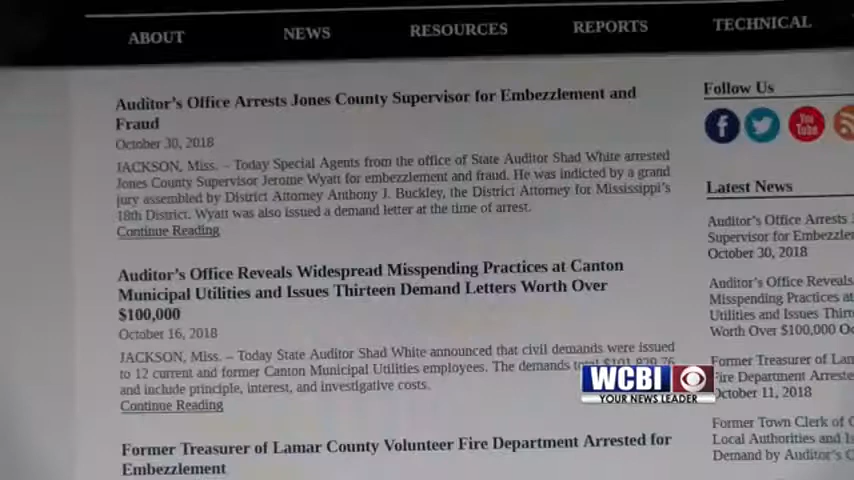 ABOUT NEWS RESOURCES REPORTS TECHNICAL
Auditor's Office Arrests Jones County Supervisor for Embezzlement and
Fraud
October 30, 2018
JACKSON, Miss. – Today Special Agents from the office of State Auditor Shad White arrested
Jones County Supervisor Jerome Wyatt for embezzlement and fraud. He was indicted by a grand
jury assembled by District Attorney Anthony J. Buckley, the District Attorney for Mississippi's
18th District. Wyatt was also issued a demand letter at the time of arrest.
Continue Reading
Auditor's Office Reveals Widespread Misspending Practices at Canton
Municipal Utilities and Issues Thirteen Demand Letters Worth Over
$100,000
October 16, 2018
JACKSON, Miss. – Today State Auditor Shad White announced that civil demands were issued
to 12 current and former Canton Municipal Utilities employees. The demands
and include principle, interest, and investigative costs.
Continue Reading
Former Treasurer of Lamar County Volunteer Fire Department Arrested for
Embezzlement
Follow Us
You
Tube
Latest News
Auditor's Office Arrests
Supervisor for
October 30, 2018
Auditor's Office Reveals
Misspending Practices at
Utilities and Issues
Worth Over $100,000
Former Treasurer of
Fire Department
October 11, 2018
Former Town Clerk of
Local Authorities and
Demand by Auditor's
WCBI
YOUR NEWS LEADER